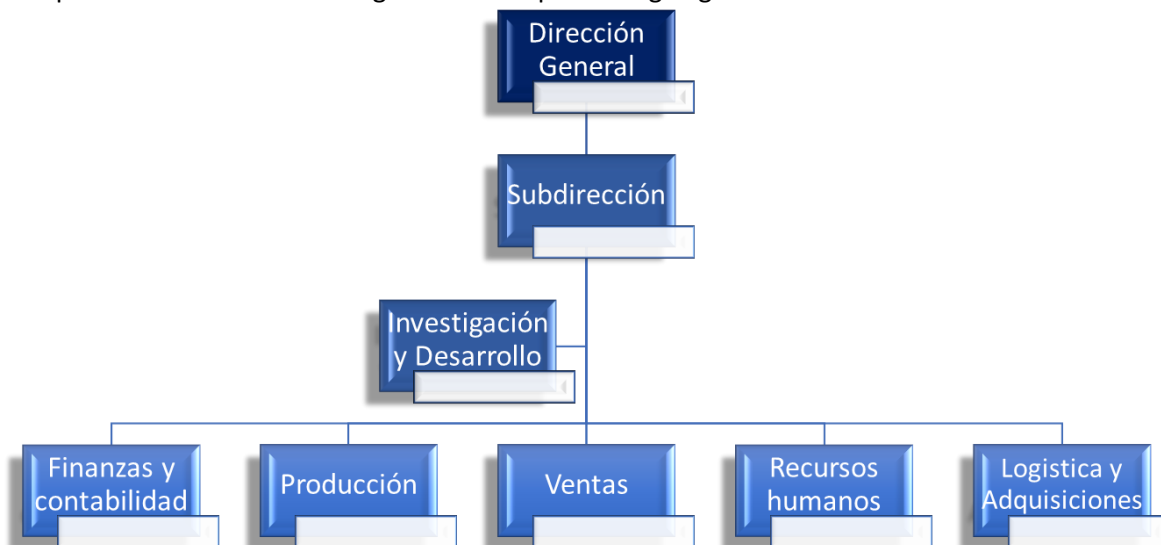 Dirección
General
Subdirección
Investigación
y Desarrollo
Finanzas y
contabilidad
Producción
Ventas
Recursos
humanos
Logistica y
Adquisiciones